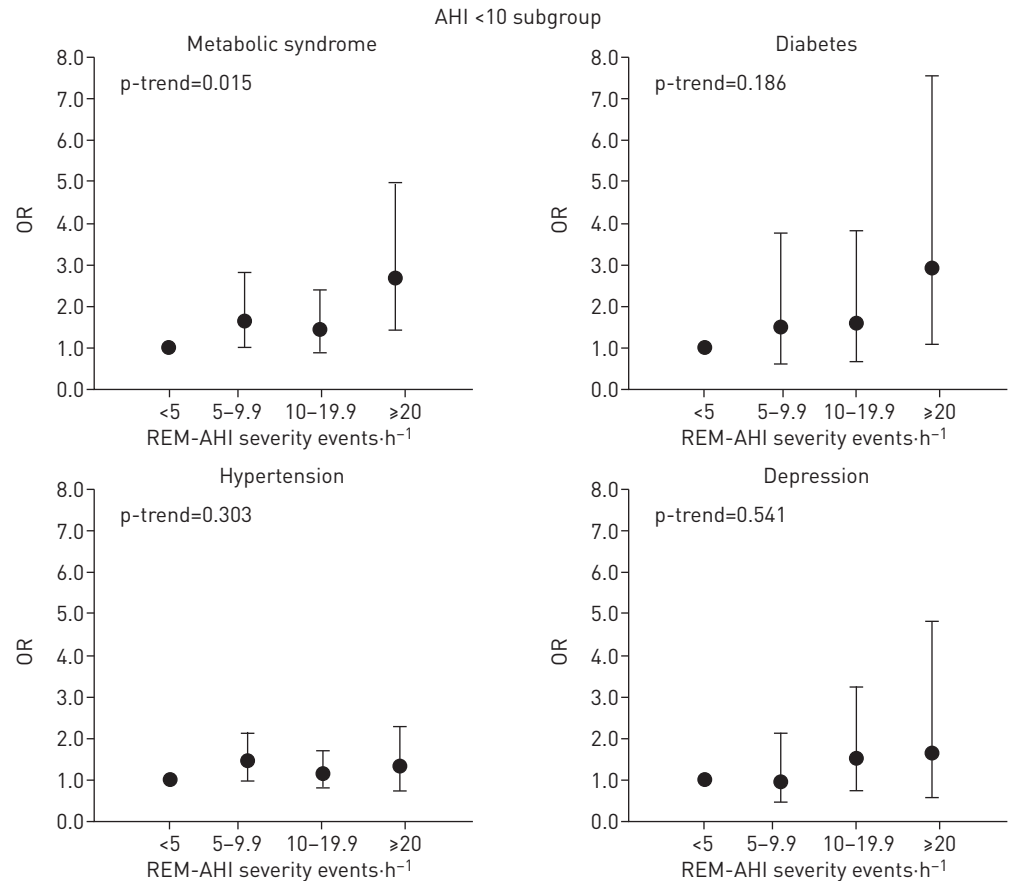 AHI <10 subgroup
Metabolic syndrome
p-trend=0.015
8.0
7.0
6.0
5.0
4.0
3.0
2.0
1.0
0.0
OR
<5 5–9.9 10–19.9 ≥20
REM-AHI severity events·h⁻¹
Diabetes
p-trend=0.186
8.0
7.0
6.0
5.0
4.0
3.0
2.0
1.0
0.0
OR
<5 5–9.9 10–19.9 ≥20
REM-AHI severity events·h⁻¹
Hypertension
p-trend=0.303
8.0
7.0
6.0
5.0
4.0
3.0
2.0
1.0
0.0
OR
<5 5–9.9 10–19.9 ≥20
REM-AHI severity events·h⁻¹
Depression
p-trend=0.541
8.0
7.0
6.0
5.0
4.0
3.0
2.0
1.0
0.0
OR
<5 5–9.9 10–19.9 ≥20
REM-AHI severity events·h⁻¹